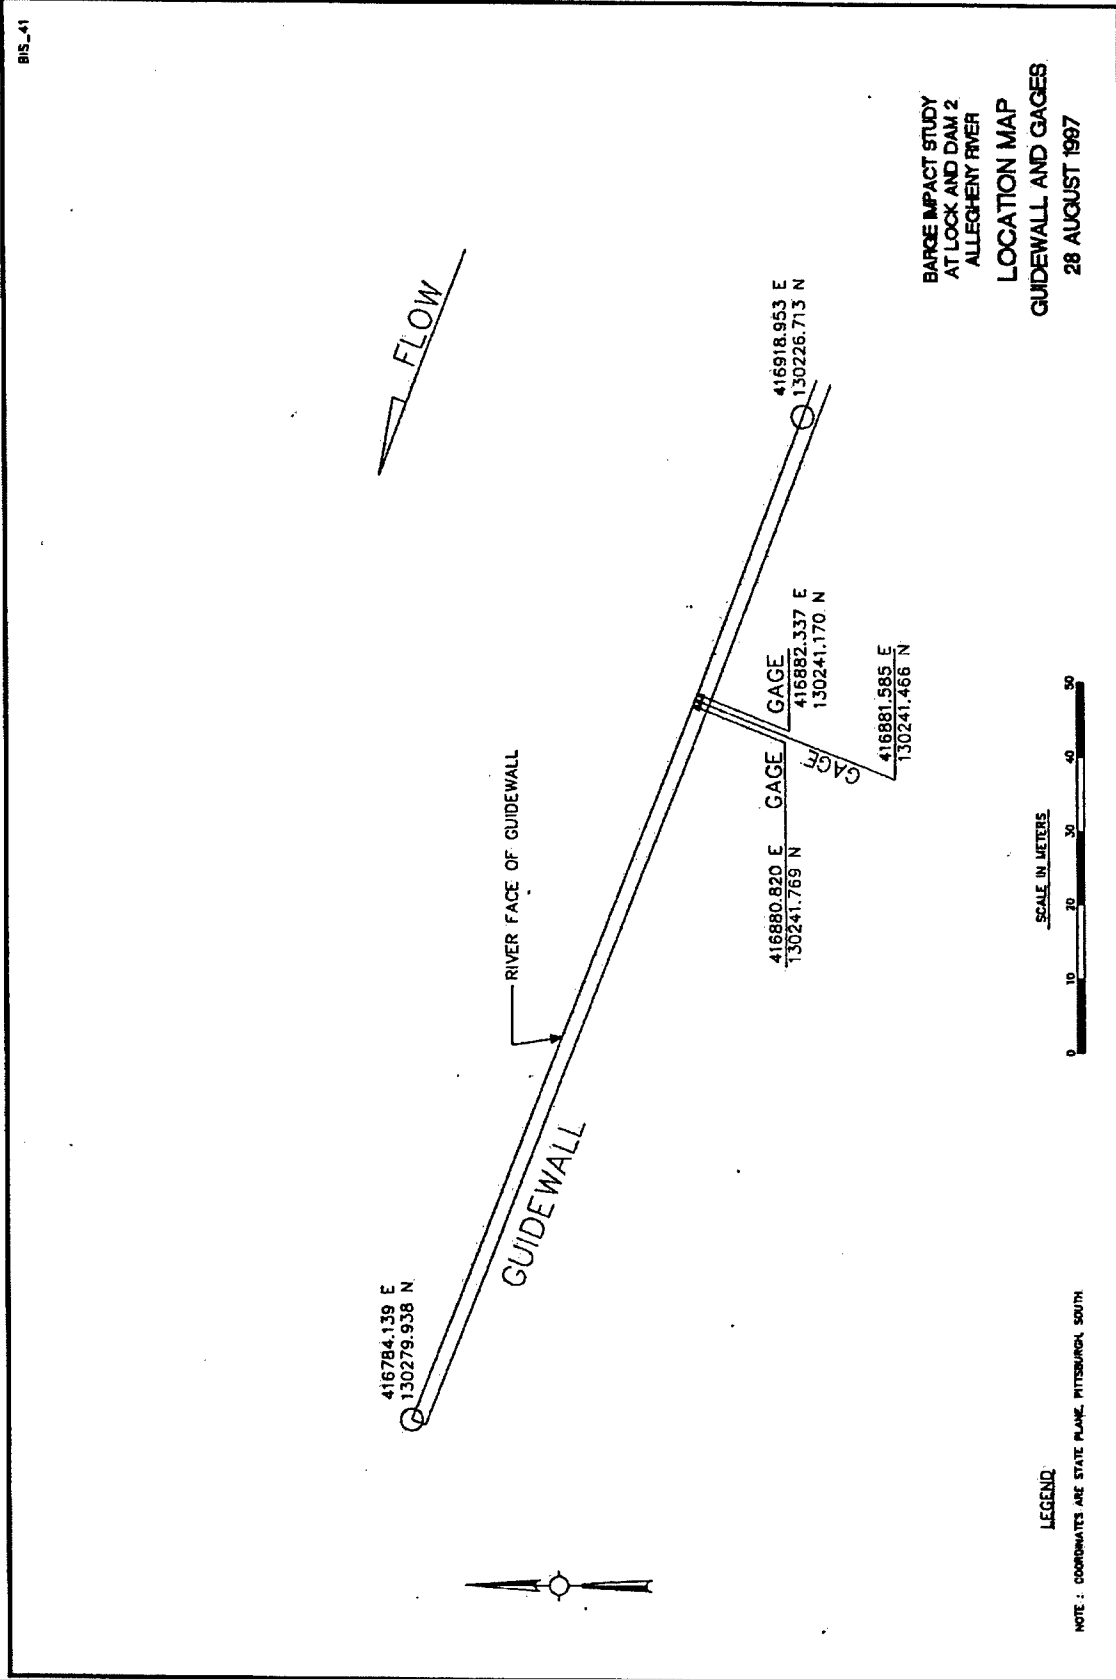 BIS_41
FLOW
416784.139 E
130279.938 N
RIVER FACE OF GUIDEWALL
GUIDEWALL
416918.953 E
130226.713 N
GAGE
416882.337 E
130241.170 N
416880.820 E GAGE
130241.769 N
GAGE
416881.585 E
130241.466 N
BARGE IMPACT STUDY
AT LOCK AND DAM 2
ALLEGHENY RIVER
LOCATION MAP
GUIDEWALL AND GAGES
28 AUGUST 1997
SCALE IN METERS
0 10 20 30 40 50
LEGEND
NOTE : COORDINATES ARE STATE PLANE, PITTSBURGH, SOUTH